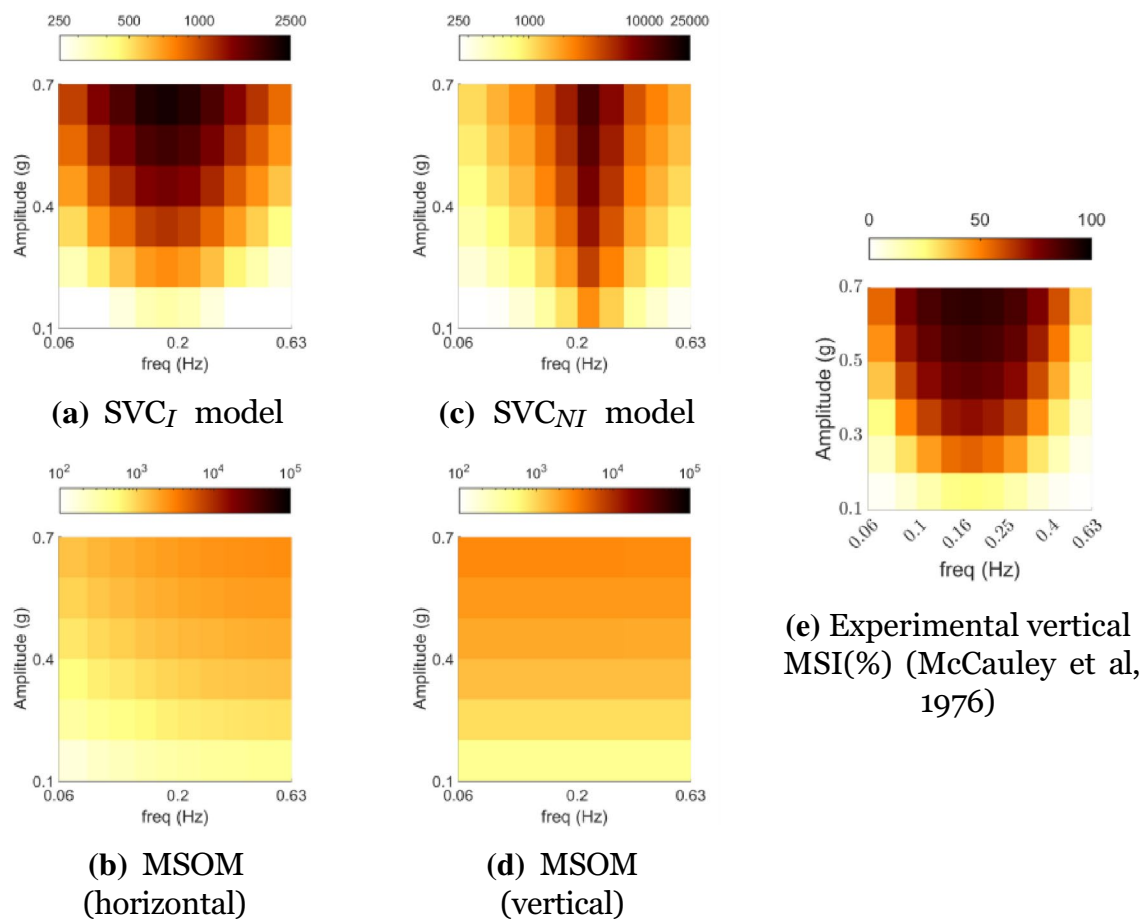 250 500 1000 2500
0.7
0.4
0.1
Amplitude (g)
0.06 0.2 0.63
freq (Hz)
(a) SVC_I model
250 1000 10000 25000
0.7
0.4
0.1
Amplitude (g)
0.06 0.2 0.63
freq (Hz)
(c) SVC_NI model
10^2 10^3 10^4 10^5
0.7
0.4
0.1
Amplitude (g)
0.06 0.2 0.63
freq (Hz)
(b) MSOM
(horizontal)
10^2 10^3 10^4 10^5
0.7
0.4
0.1
Amplitude (g)
0.06 0.2 0.63
freq (Hz)
(d) MSOM
(vertical)
0 50 100
0.7
0.5
0.3
0.1
Amplitude (g)
0.06 0.1 0.16 0.25 0.4 0.63
freq (Hz)
(e) Experimental vertical
MSI(%) (McCauley et al,
1976)